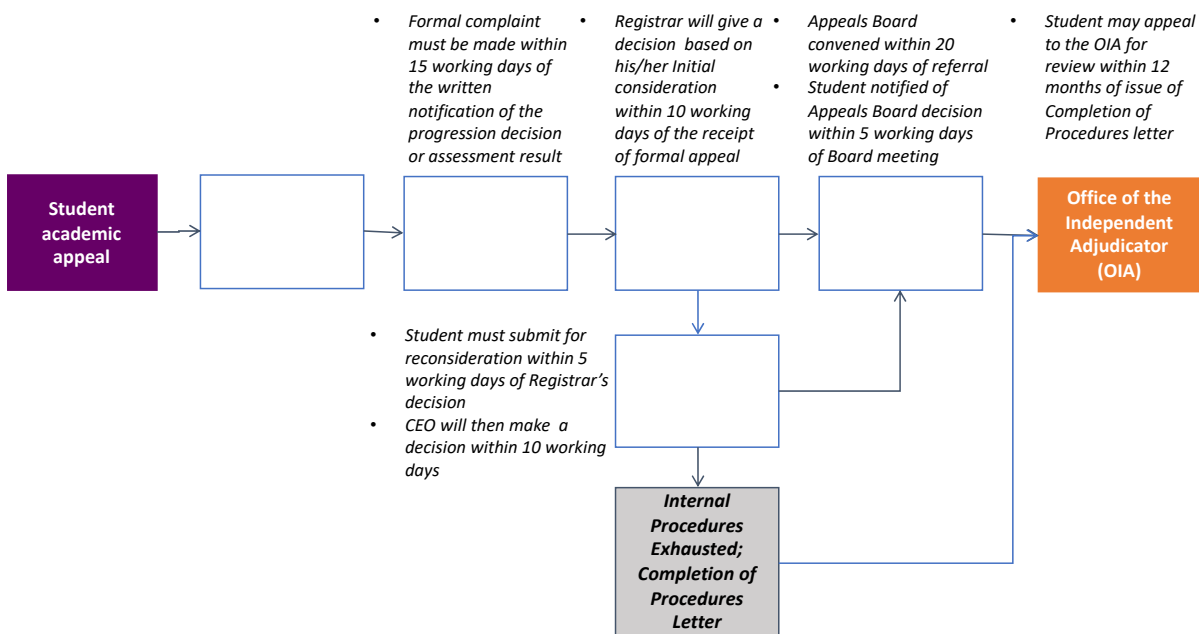 • Formal complaint
must be made within
15 working days of
the written
notification of the
progression decision
or assessment result
• Registrar will give a
decision based on
his/her Initial
consideration
within 10 working
days of the receipt
of formal appeal
• Appeals Board
convened within 20
working days of referral
• Student notified of
Appeals Board decision
within 5 working days
of Board meeting
• Student may appeal
to the OIA for
review within 12
months of issue of
Completion of
Procedures letter
Student
academic
appeal
Office of the
Independent
Adjudicator
(OIA)
• Student must submit for
reconsideration within 5
working days of Registrar’s
decision
• CEO will then make a
decision within 10 working
days
Internal
Procedures
Exhausted;
Completion of
Procedures
Letter